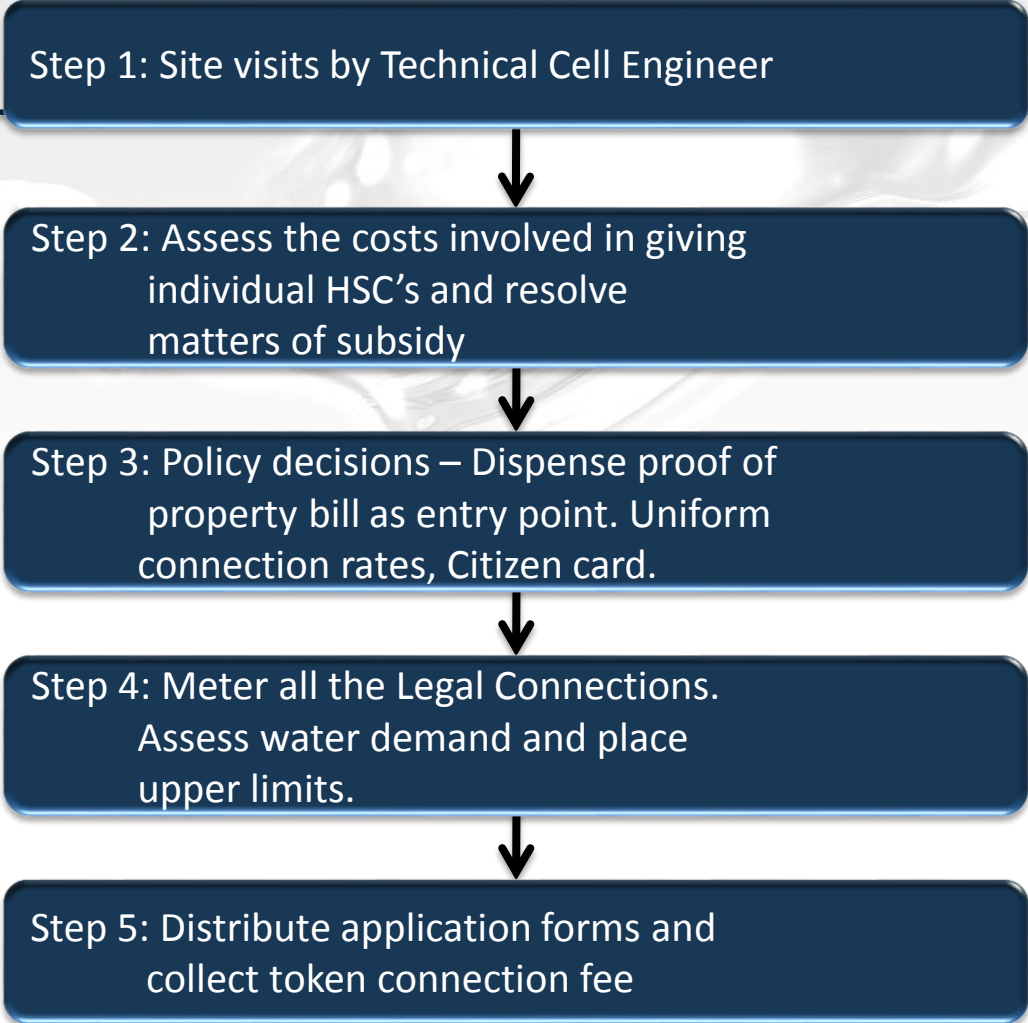 Step 1: Site visits by Technical Cell Engineer
Step 2: Assess the costs involved in giving
individual HSC's and resolve
matters of subsidy
Step 3: Policy decisions – Dispense proof of
property bill as entry point. Uniform
connection rates, Citizen card.
Step 4: Meter all the Legal Connections.
Assess water demand and place
upper limits.
Step 5: Distribute application forms and
collect token connection fee